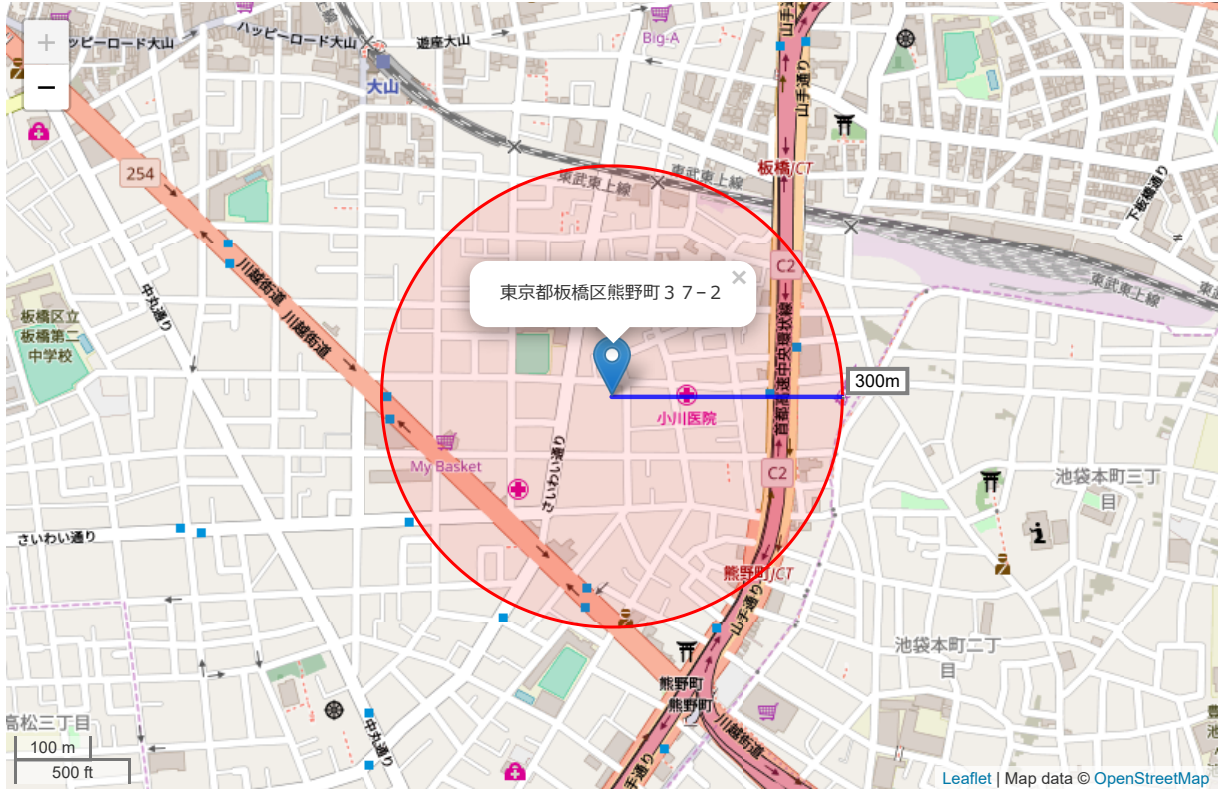 +
−
ハッピーロード大山
ハッピーロード大山
遊座大山
Big-A
大山
山手通り
254
東武東上線
東武東上線
板橋JCT
下板橋通り
C2
川越街道
川越街道
中丸通り
東京都板橋区熊野町３７−２
×
東武東上線
板橋区立
板橋第二
中学校
首都高速中央環状線
300m
小川医院
My Basket
さいわい通り
C2
池袋本町三丁
目
さいわい通り
熊野町JCT
山手通り
池袋本町二丁
目
熊野町
熊野町
高松三丁目
中丸通り
川越街道
100 m
500 ft
手通り
Leaflet | Map data © OpenStreetMap